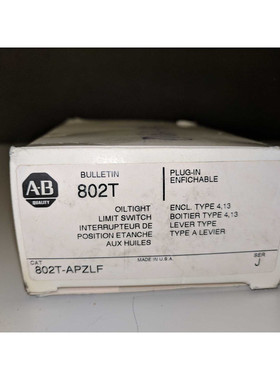 A-B
QUALITY
BULLETIN
802T
PLUG-IN
ENFICHABLE
OILTIGHT
LIMIT SWITCH
INTERRUPTEUR DE
POSITION ETANCHE
AUX HUILES
ENCL. TYPE 4,13
BOITIER TYPE 4,13
LEVER TYPE
TYPE A LEVIER
CAT
802T-APZLF
MADE IN U.S.A.
SER
J